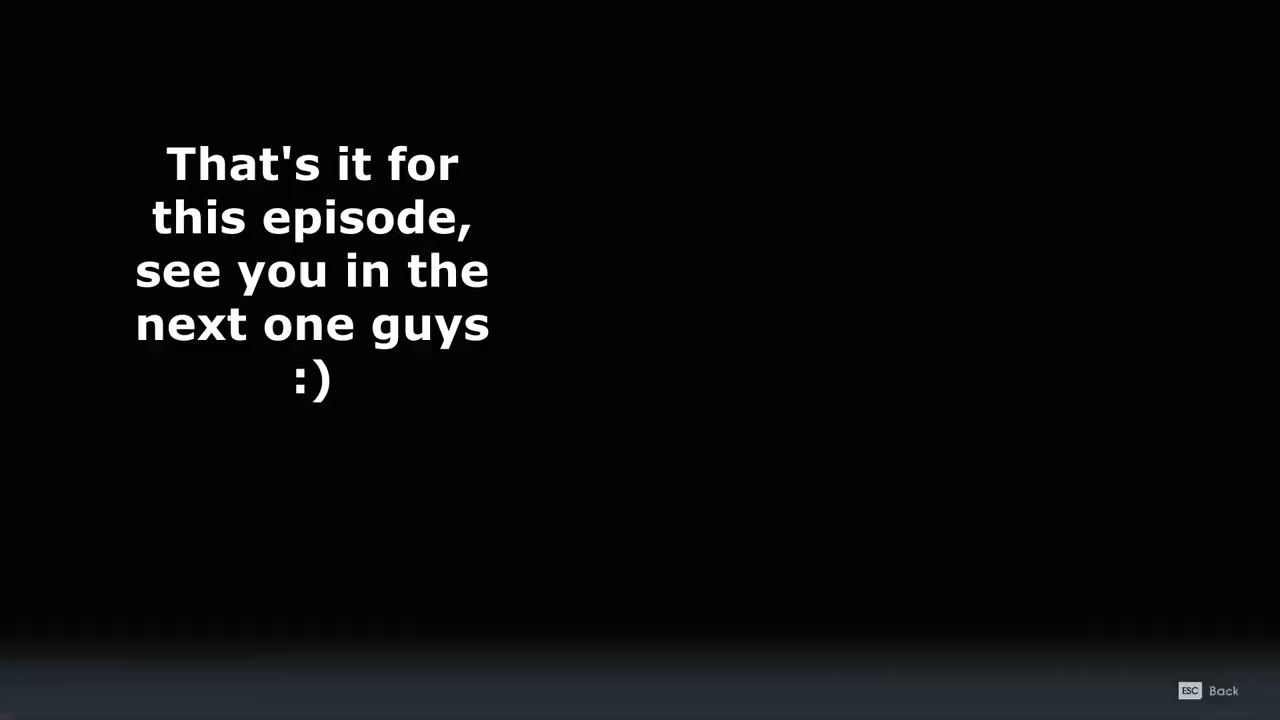 That's it for
this episode,
see you in the
next one guys
:)
ESC Back